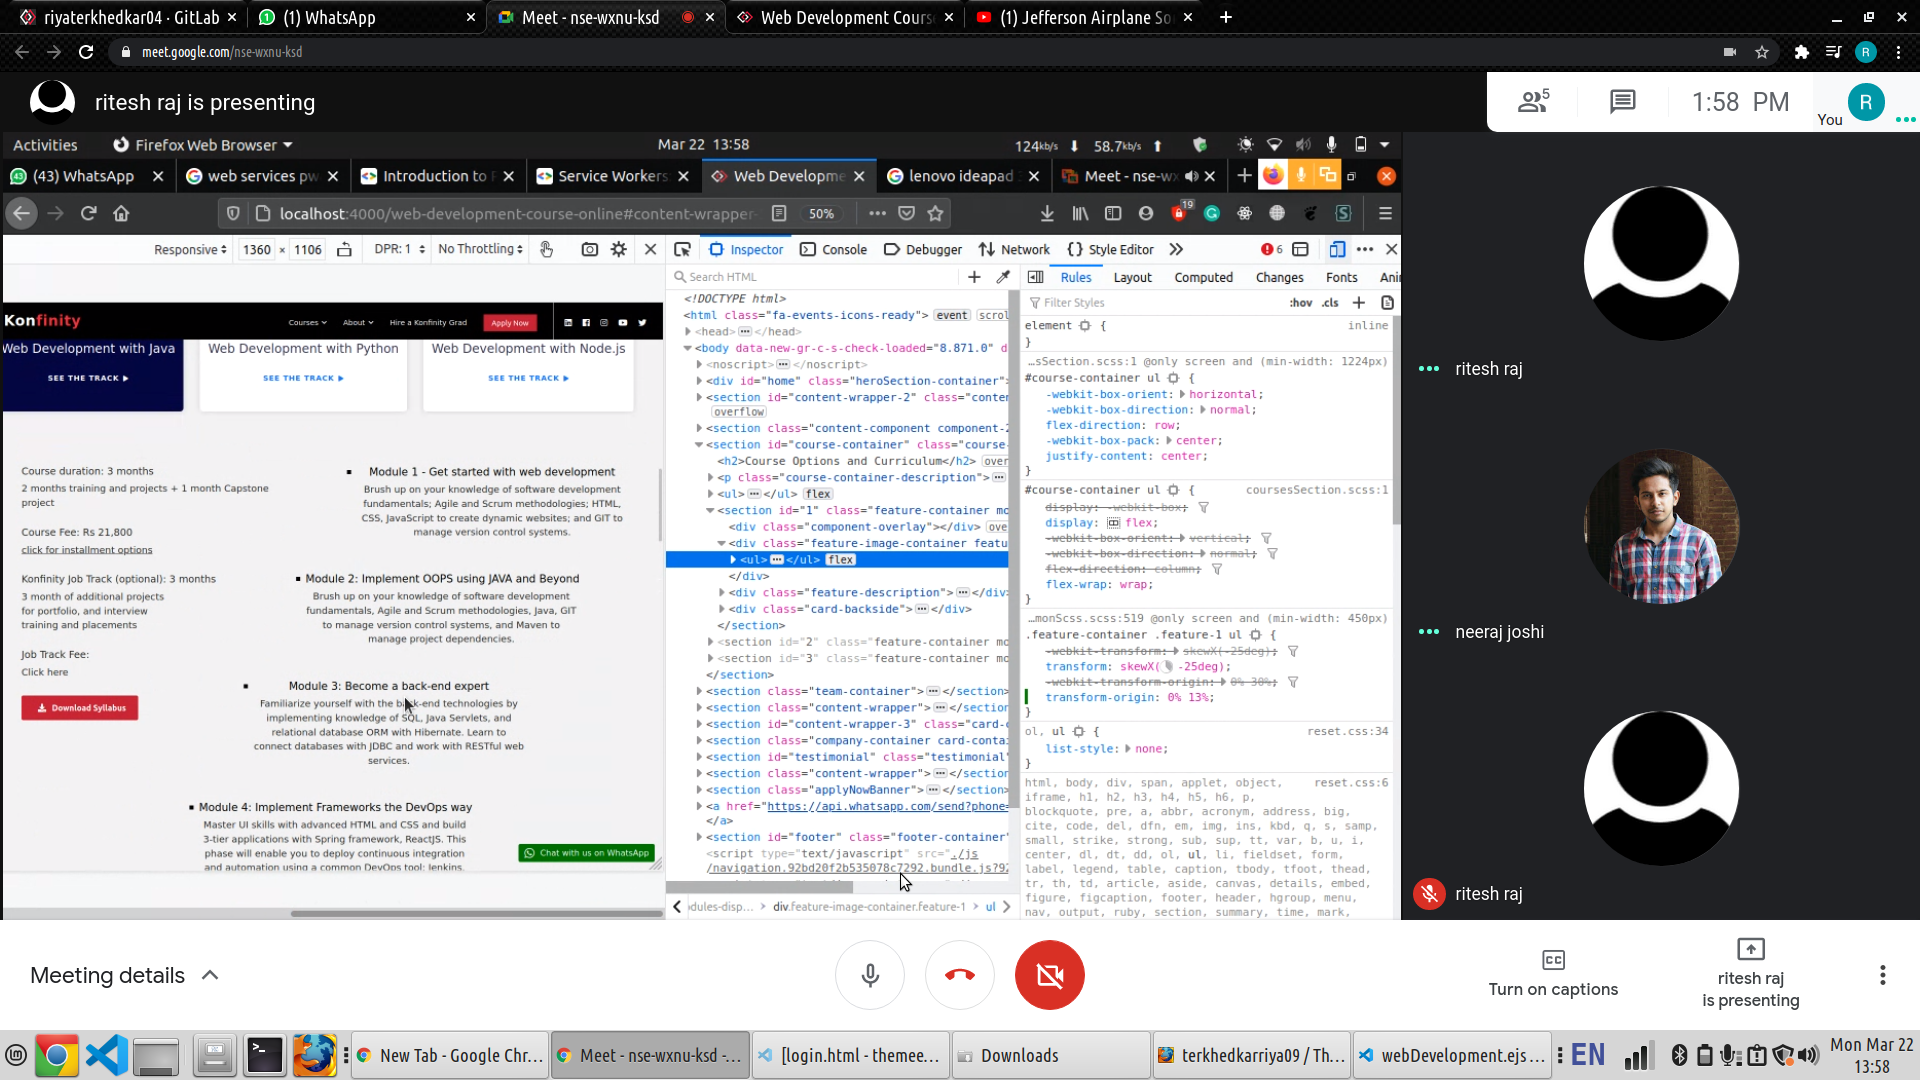 riyaterkhedkar04 · GitLab
(1) WhatsApp
Meet - nse-wxnu-ksd
Web Development Cours
(1) Jefferson Airplane So
meet.google.com/nse-wxnu-ksd
R
ritesh raj is presenting
5
1:58 PM
You
R
Activities
Firefox Web Browser
Mar 22 13:58
124kb/s
58.7kb/s
(43) WhatsApp
web services pw
Introduction to F
Service Workers
Web Developme
lenovo ideapad
Meet - nse-wx
localhost:4000/web-development-course-online#content-wrapper-
50%
19
Responsive
1360 × 1106
DPR: 1
No Throttling
Inspector
Console
Debugger
Network
Style Editor
6
Konfinity
Courses
About
Hire a Konfinity Grad
Apply Now
Web Development with Java
Web Development with Python
Web Development with Node.js
SEE THE TRACK
SEE THE TRACK
SEE THE TRACK
Course duration: 3 months
2 months training and projects + 1 month Capstone
project
Course Fee: Rs 21,800
click for installment options
Konfinity Job Track (optional): 3 months
3 month of additional projects
for portfolio, and interview
training and placements
Job Track Fee:
Click here
Download Syllabus
Module 1 - Get started with web development
Brush up on your knowledge of software development
fundamentals; Agile and Scrum methodologies; HTML,
CSS, JavaScript to create dynamic websites; and GIT to
manage version control systems.
Module 2: Implement OOPS using JAVA and Beyond
Brush up on your knowledge of software development
fundamentals, Agile and Scrum methodologies, Java, GIT
to manage version control systems, and Maven to
manage project dependencies.
Module 3: Become a back-end expert
Familiarize yourself with the back-end technologies by
implementing knowledge of SQL, Java Servlets, and
relational database ORM with Hibernate. Learn to
connect databases with JDBC and work with RESTful web
services.
Module 4: Implement Frameworks the DevOps way
Master UI skills with advanced HTML and CSS and build
3-tier applications with Spring framework, ReactJS. This
phase will enable you to deploy continuous integration
and automation using a common DevOps tool: Jenkins.
Chat with us on WhatsApp
Search HTML
<!DOCTYPE html>
<html class="fa-events-icons-ready"> event scrol
<head> </head>
<body data-new-gr-c-s-check-loaded="8.871.0" d
<noscript> </noscript>
<div id="home" class="heroSection-container"
<section id="content-wrapper-2" class="conter
overflow
<section class="content-component component-2
<section id="course-container" class="course-
<h2>Course Options and Curriculum</h2> over
<p class="course-container-description">
<ul> </ul> flex
<section id="1" class="feature-container mo
<div class="component-overlay"></div> ove
<div class="feature-image-container featu
<ul> </ul> flex
</div>
<div class="feature-description"> </div
<div class="card-backside"> </div>
</section>
<section id="2" class="feature-container mo
<section id="3" class="feature-container mo
</section>
<section class="team-container"> </section>
<section class="content-wrapper"> </section
<section id="content-wrapper-3" class="card-c
<section class="company-container card-conta
<section id="testimonial" class="testimonial"
<section class="content-wrapper"> </section
<section class="applyNowBanner"> </section>
<a href="https://api.whatsapp.com/send?phone=
</a>
<section id="footer" class="footer-container"
<script type="text/javascript" src="./js
/navigation.92bd20f2b535078c7292.bundle.js?92
odules-disp...
div.feature-image-container.feature-1
ul
Rules
Layout
Computed
Changes
Fonts
Ani
Filter Styles
:hov .cls
element { inline
}
...sSection.scss:1 @only screen and (min-width: 1224px)
#course-container ul {
-webkit-box-orient: horizontal;
-webkit-box-direction: normal;
flex-direction: row;
-webkit-box-pack: center;
justify-content: center;
}
#course-container ul { coursesSection.scss:1
display: -webkit-box;
display: flex;
-webkit-box-orient: vertical;
-webkit-box-direction: normal;
flex-direction: column;
flex-wrap: wrap;
}
...monScss.scss:519 @only screen and (min-width: 450px)
.feature-container .feature-1 ul {
-webkit-transform: skewX(-25deg);
transform: skewX( -25deg);
-webkit-transform-origin: 0% 30%;
transform-origin: 0% 13%;
}
ol, ul { reset.css:34
list-style: none;
}
html, body, div, span, applet, object, reset.css:6
iframe, h1, h2, h3, h4, h5, h6, p,
blockquote, pre, a, abbr, acronym, address, big,
cite, code, del, dfn, em, img, ins, kbd, q, s, samp,
small, strike, strong, sub, sup, tt, var, b, u, i,
center, dl, dt, dd, ol, ul, li, fieldset, form,
label, legend, table, caption, tbody, tfoot, thead,
tr, th, td, article, aside, canvas, details, embed,
figure, figcaption, footer, header, hgroup, menu,
nav, output, ruby, section, summary, time, mark,
ritesh raj
neeraj joshi
ritesh raj
Meeting details
Turn on captions
ritesh raj
is presenting
New Tab - Google Chr...
Meet - nse-wxnu-ksd -...
[login.html - themee...
Downloads
terkhedkarriya09 / Th...
webDevelopment.ejs ...
EN
Mon Mar 22
13:58